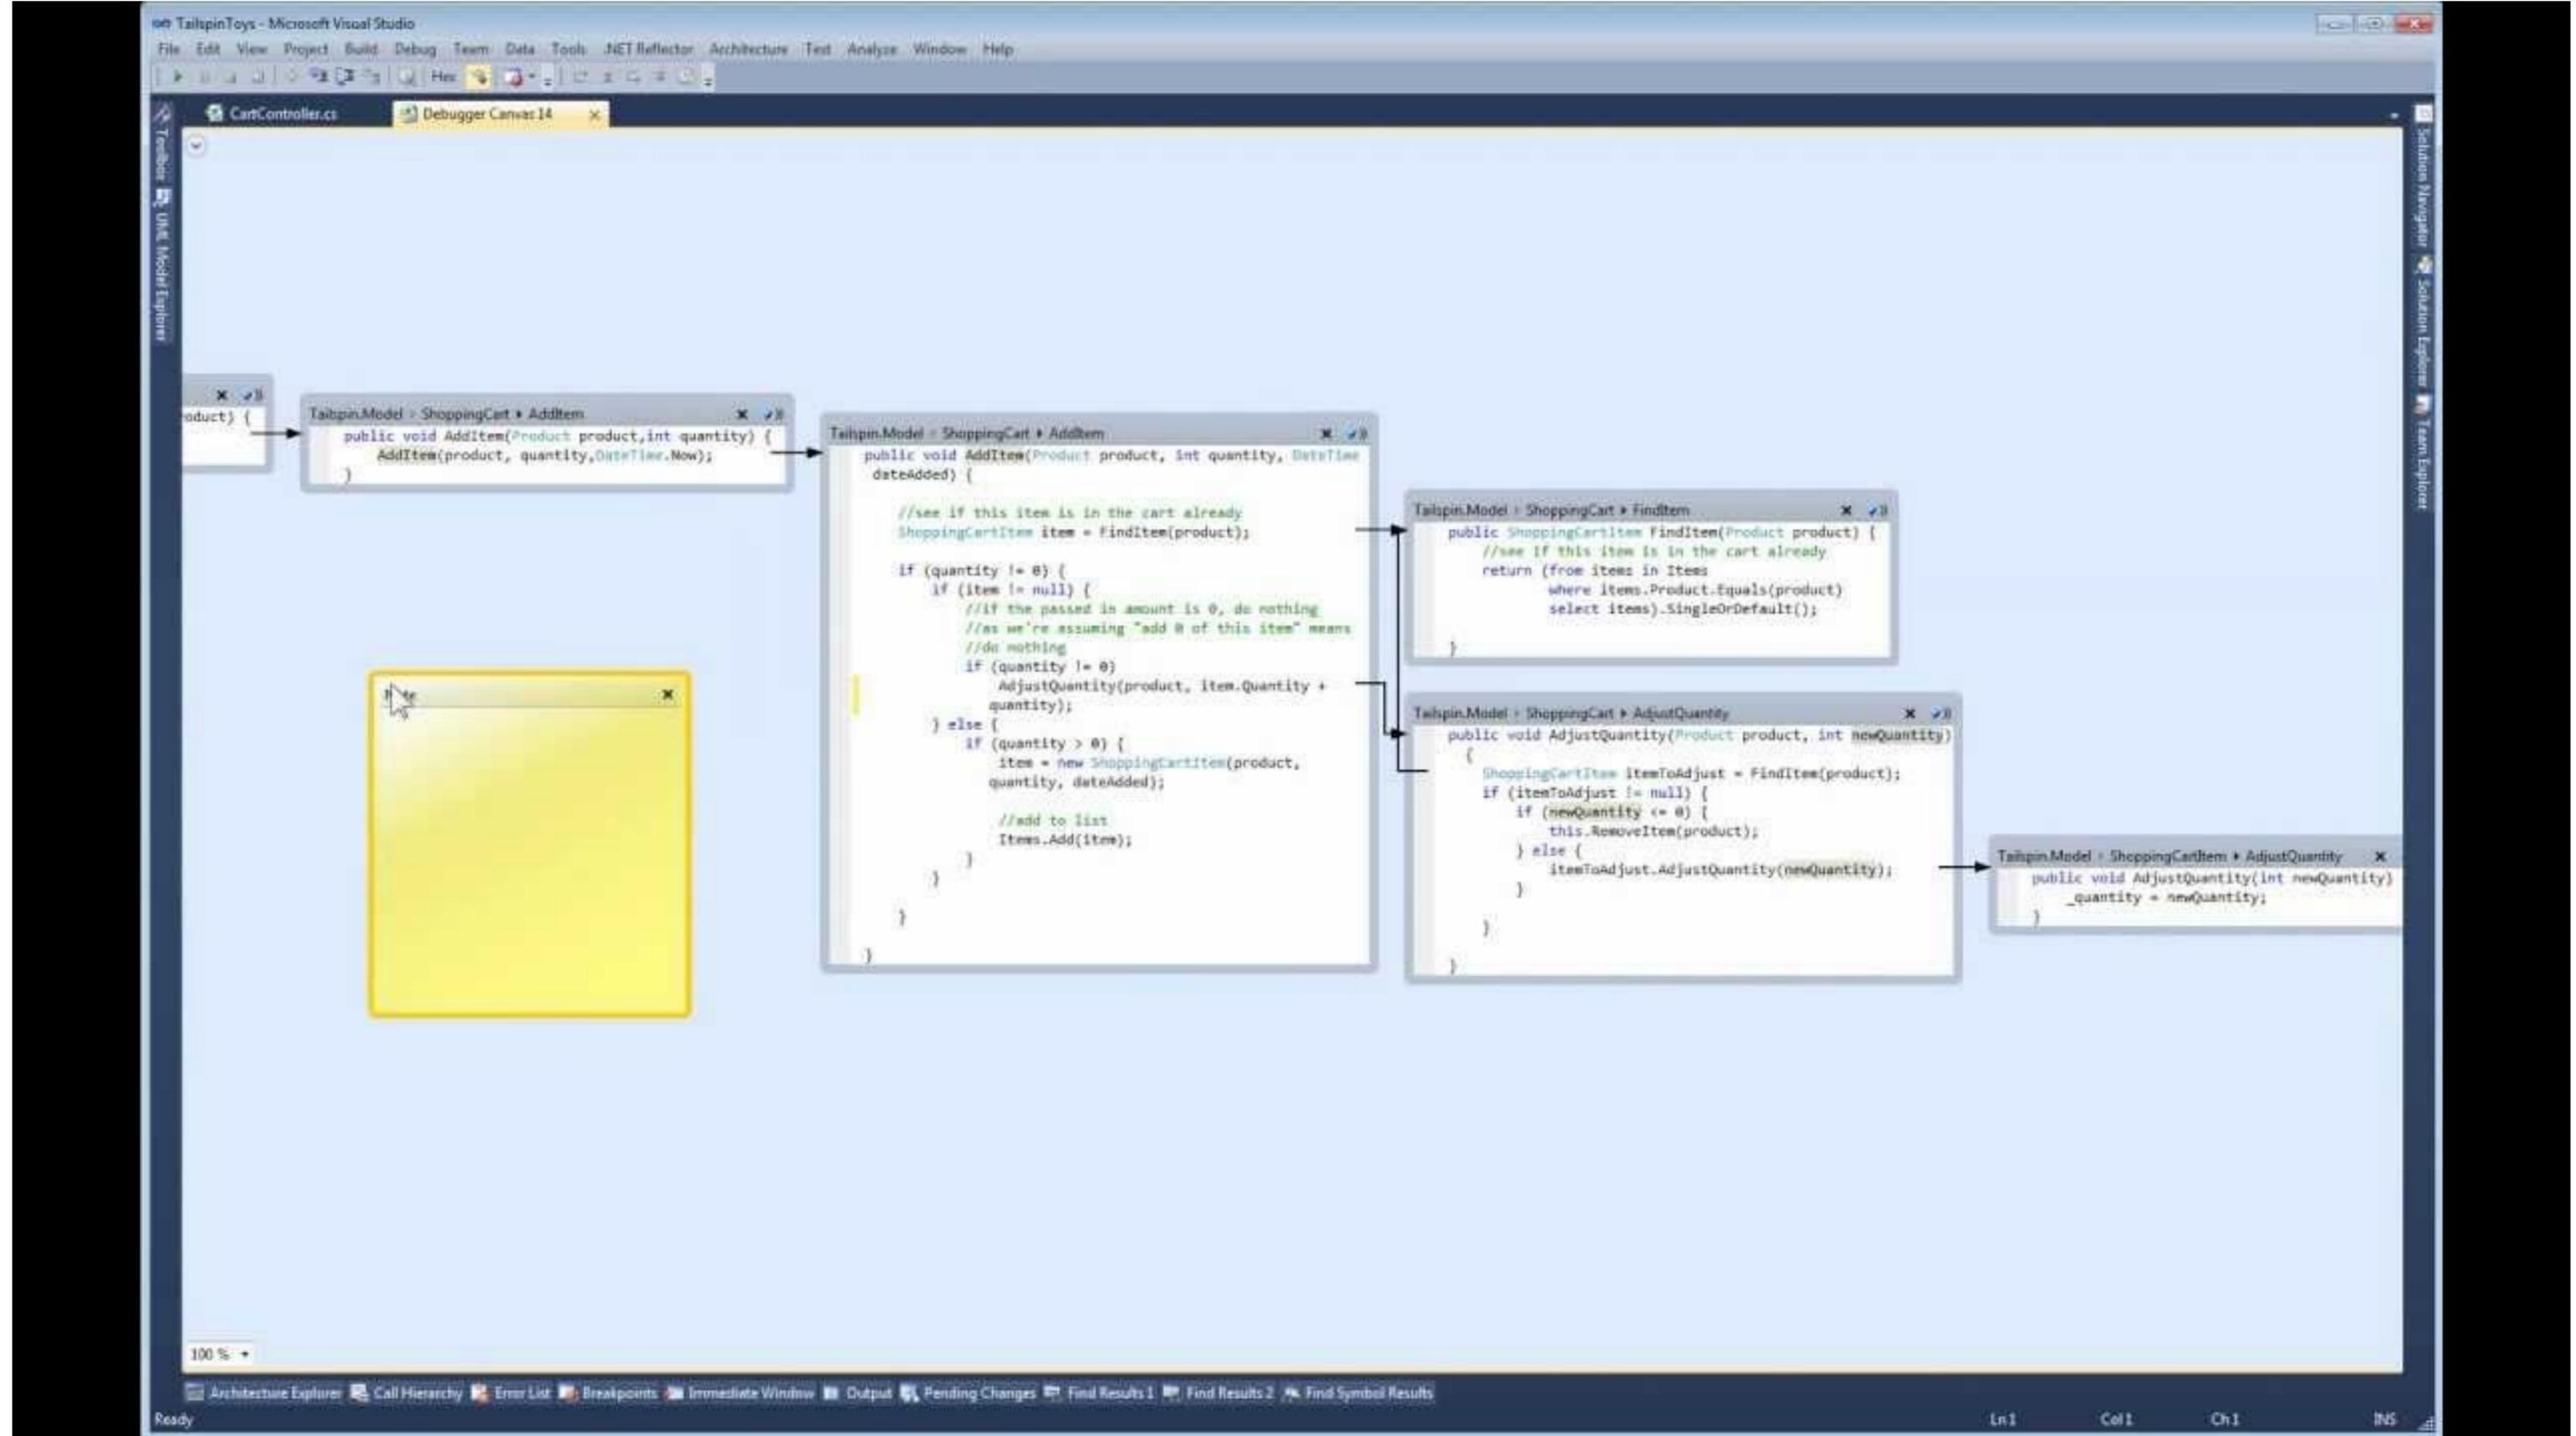 TailspinToys - Microsoft Visual Studio
File Edit View Project Build Debug Team Data Tools .NET Reflector Architecture Test Analyze Window Help
Hex
CartController.cs
Debugger Canvas 14
Toolbox
UML Model Explorer
Solution Navigator
Solution Explorer
Team Explorer
oduct) {
Tailspin.Model ShoppingCart AddItem
public void AddItem(Product product,int quantity) {
AddItem(product, quantity,DateTime.Now);
}
Tailspin.Model ShoppingCart AddItem
public void AddItem(Product product, int quantity, DateTime
dateAdded) {
//see if this item is in the cart already
ShoppingCartItem item = FindItem(product);
if (quantity != 0) {
if (item != null) {
//if the passed in amount is 0, do nothing
//as we're assuming "add 0 of this item" means
//do nothing
if (quantity != 0)
AdjustQuantity(product, item.Quantity +
quantity);
} else {
if (quantity > 0) {
item = new ShoppingCartItem(product,
quantity, dateAdded);
//add to list
Items.Add(item);
}
}
}
}
Tailspin.Model ShoppingCart FindItem
public ShoppingCartItem FindItem(Product product) {
//see if this item is in the cart already
return (from items in Items
where items.Product.Equals(product)
select items).SingleOrDefault();
}
Tailspin.Model ShoppingCart AdjustQuantity
public void AdjustQuantity(Product product, int newQuantity)
{
ShoppingCartItem itemToAdjust = FindItem(product);
if (itemToAdjust != null) {
if (newQuantity <= 0) {
this.RemoveItem(product);
} else {
itemToAdjust.AdjustQuantity(newQuantity);
}
}
}
Tailspin.Model ShoppingCartItem AdjustQuantity
public void AdjustQuantity(int newQuantity)
_quantity = newQuantity;
}
100 %
Architecture Explorer Call Hierarchy Error List Breakpoints Immediate Window Output Pending Changes Find Results 1 Find Results 2 Find Symbol Results
Ready
Ln 1 Col 1 Ch 1 INS